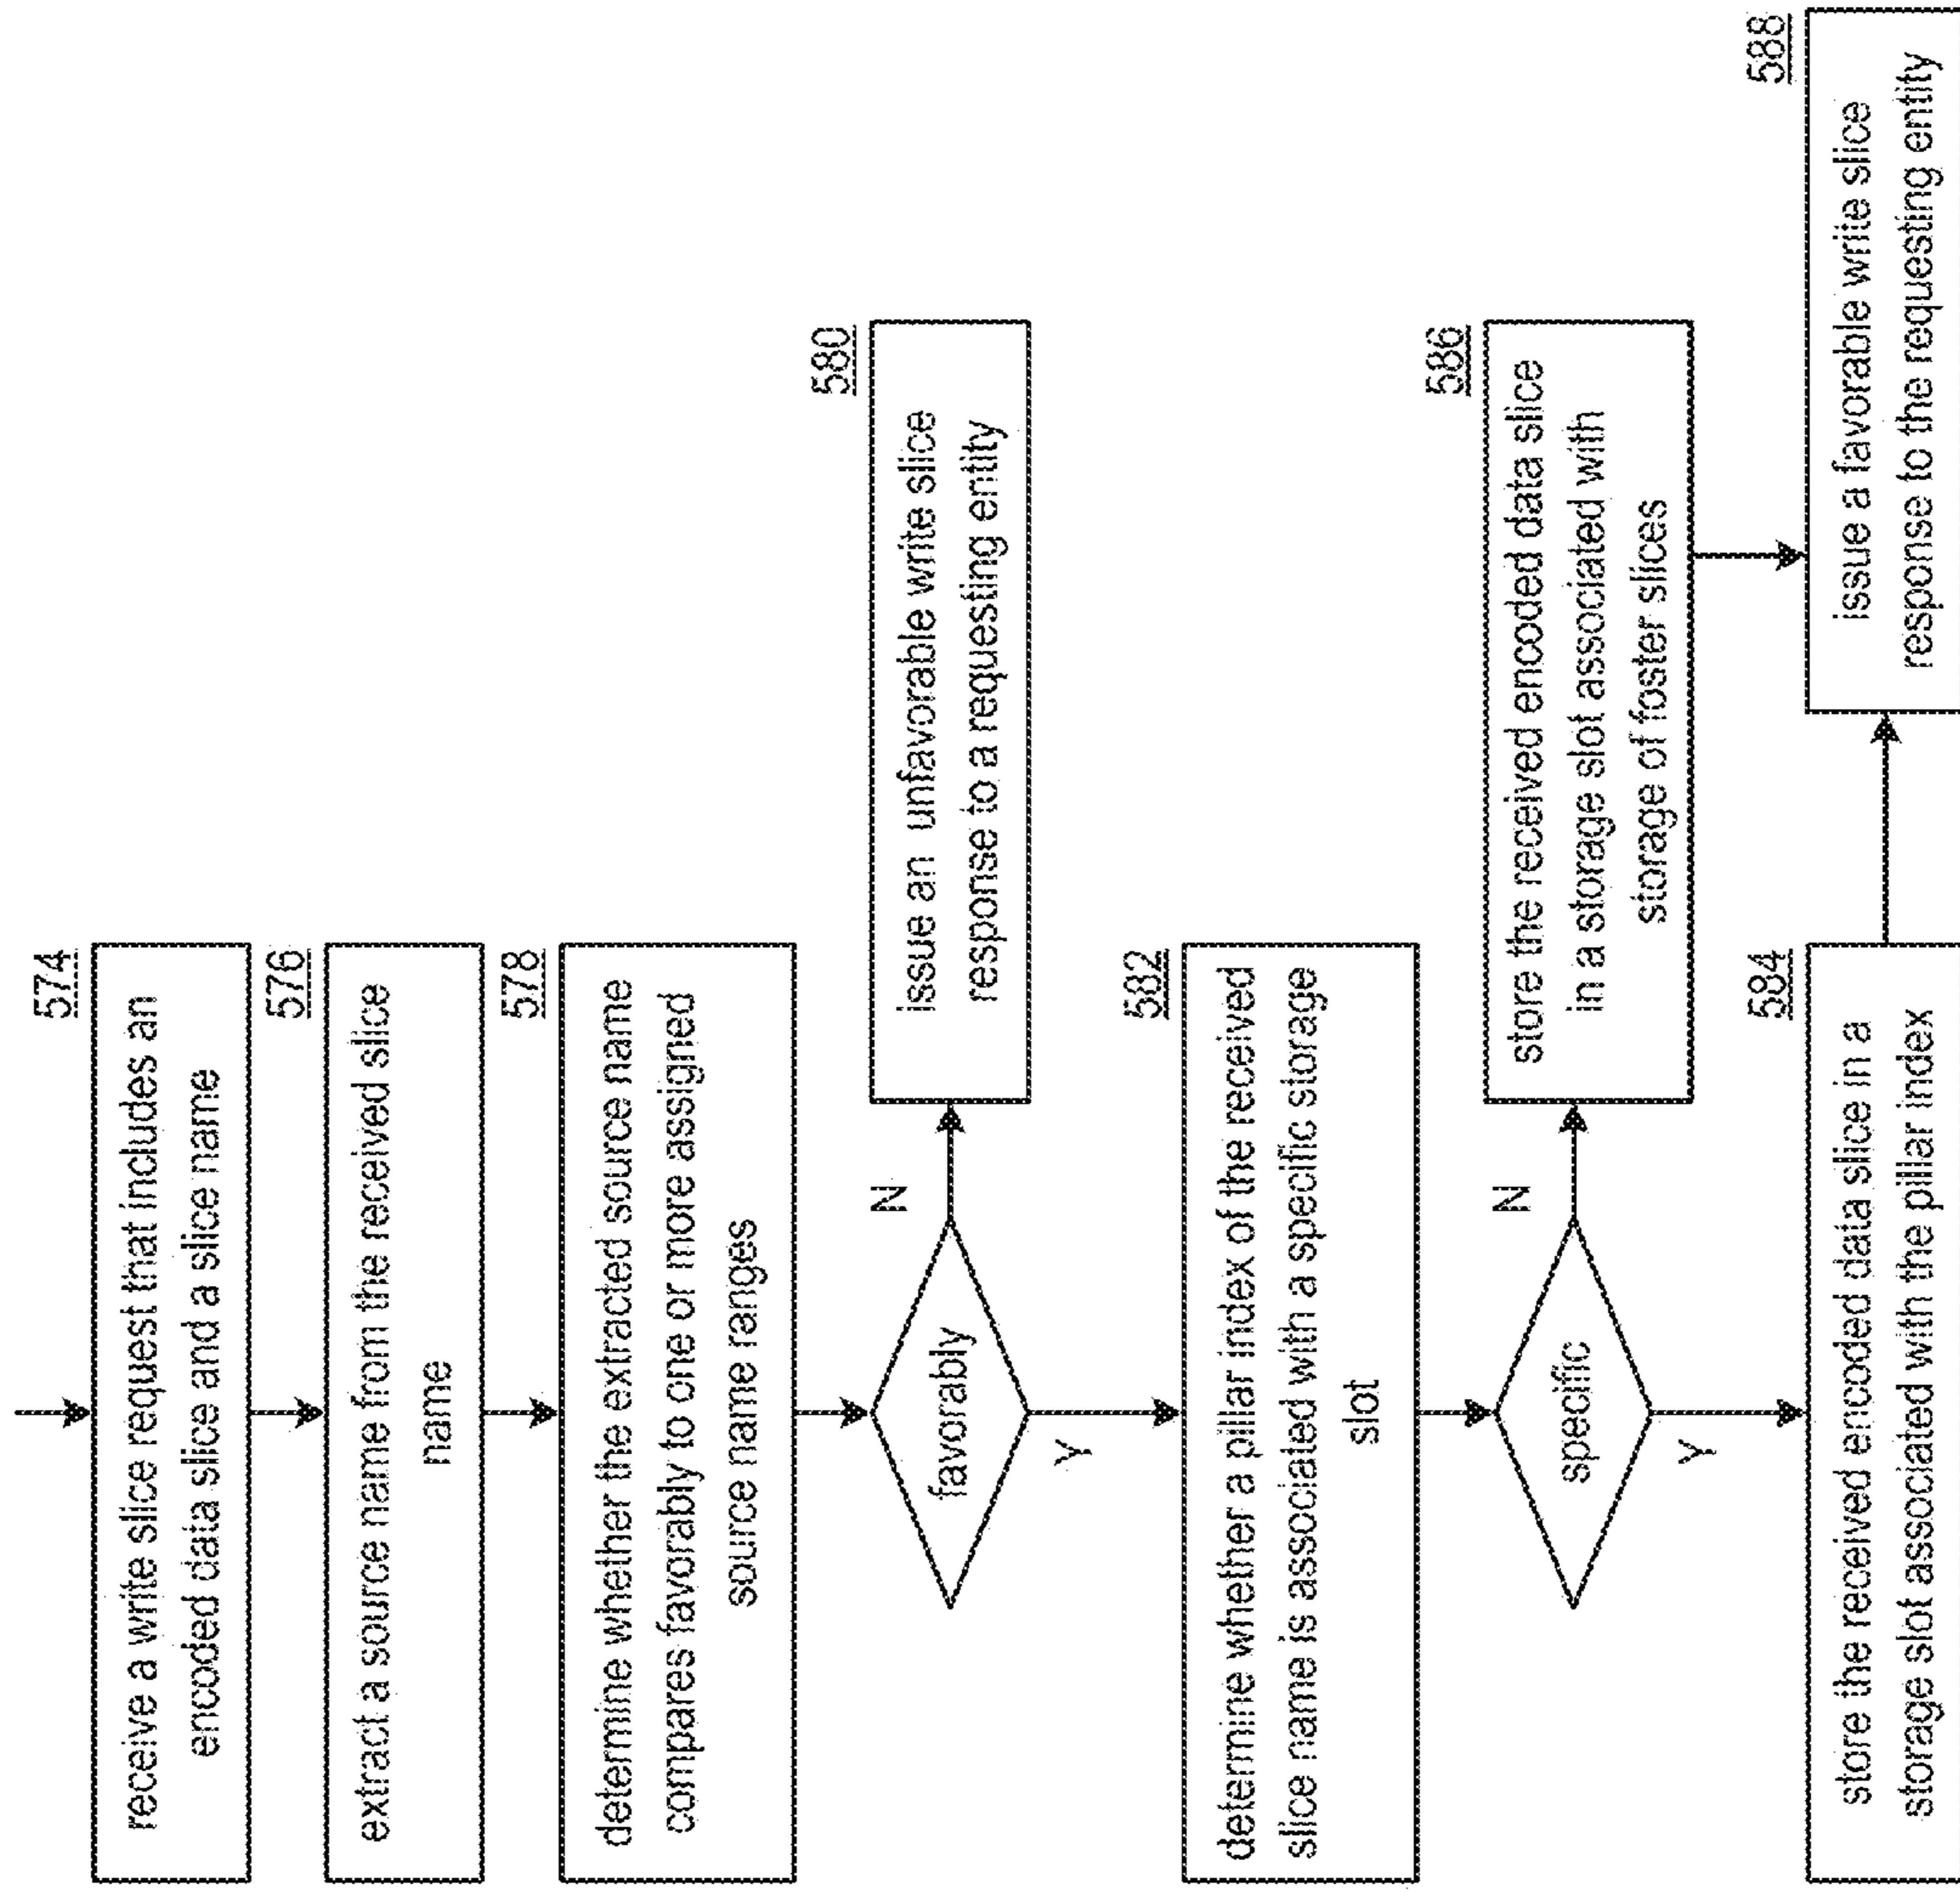 574
receive a write slice request that includes an
encoded data slice and a slice name
576
extract a source name from the received slice
name
578
determine whether the extracted source name
compares favorably to one or more assigned
source name ranges
favorably
N
Y
580
issue an unfavorable write slice
response to a requesting entity
582
determine whether a pillar index of the received
slice name is associated with a specific storage
slot
specific
N
Y
586
store the received encoded data slice
in a storage slot associated with
storage of foster slices
584
store the received encoded data slice in a
storage slot associated with the pillar index
588
issue a favorable write slice
response to the requesting entity